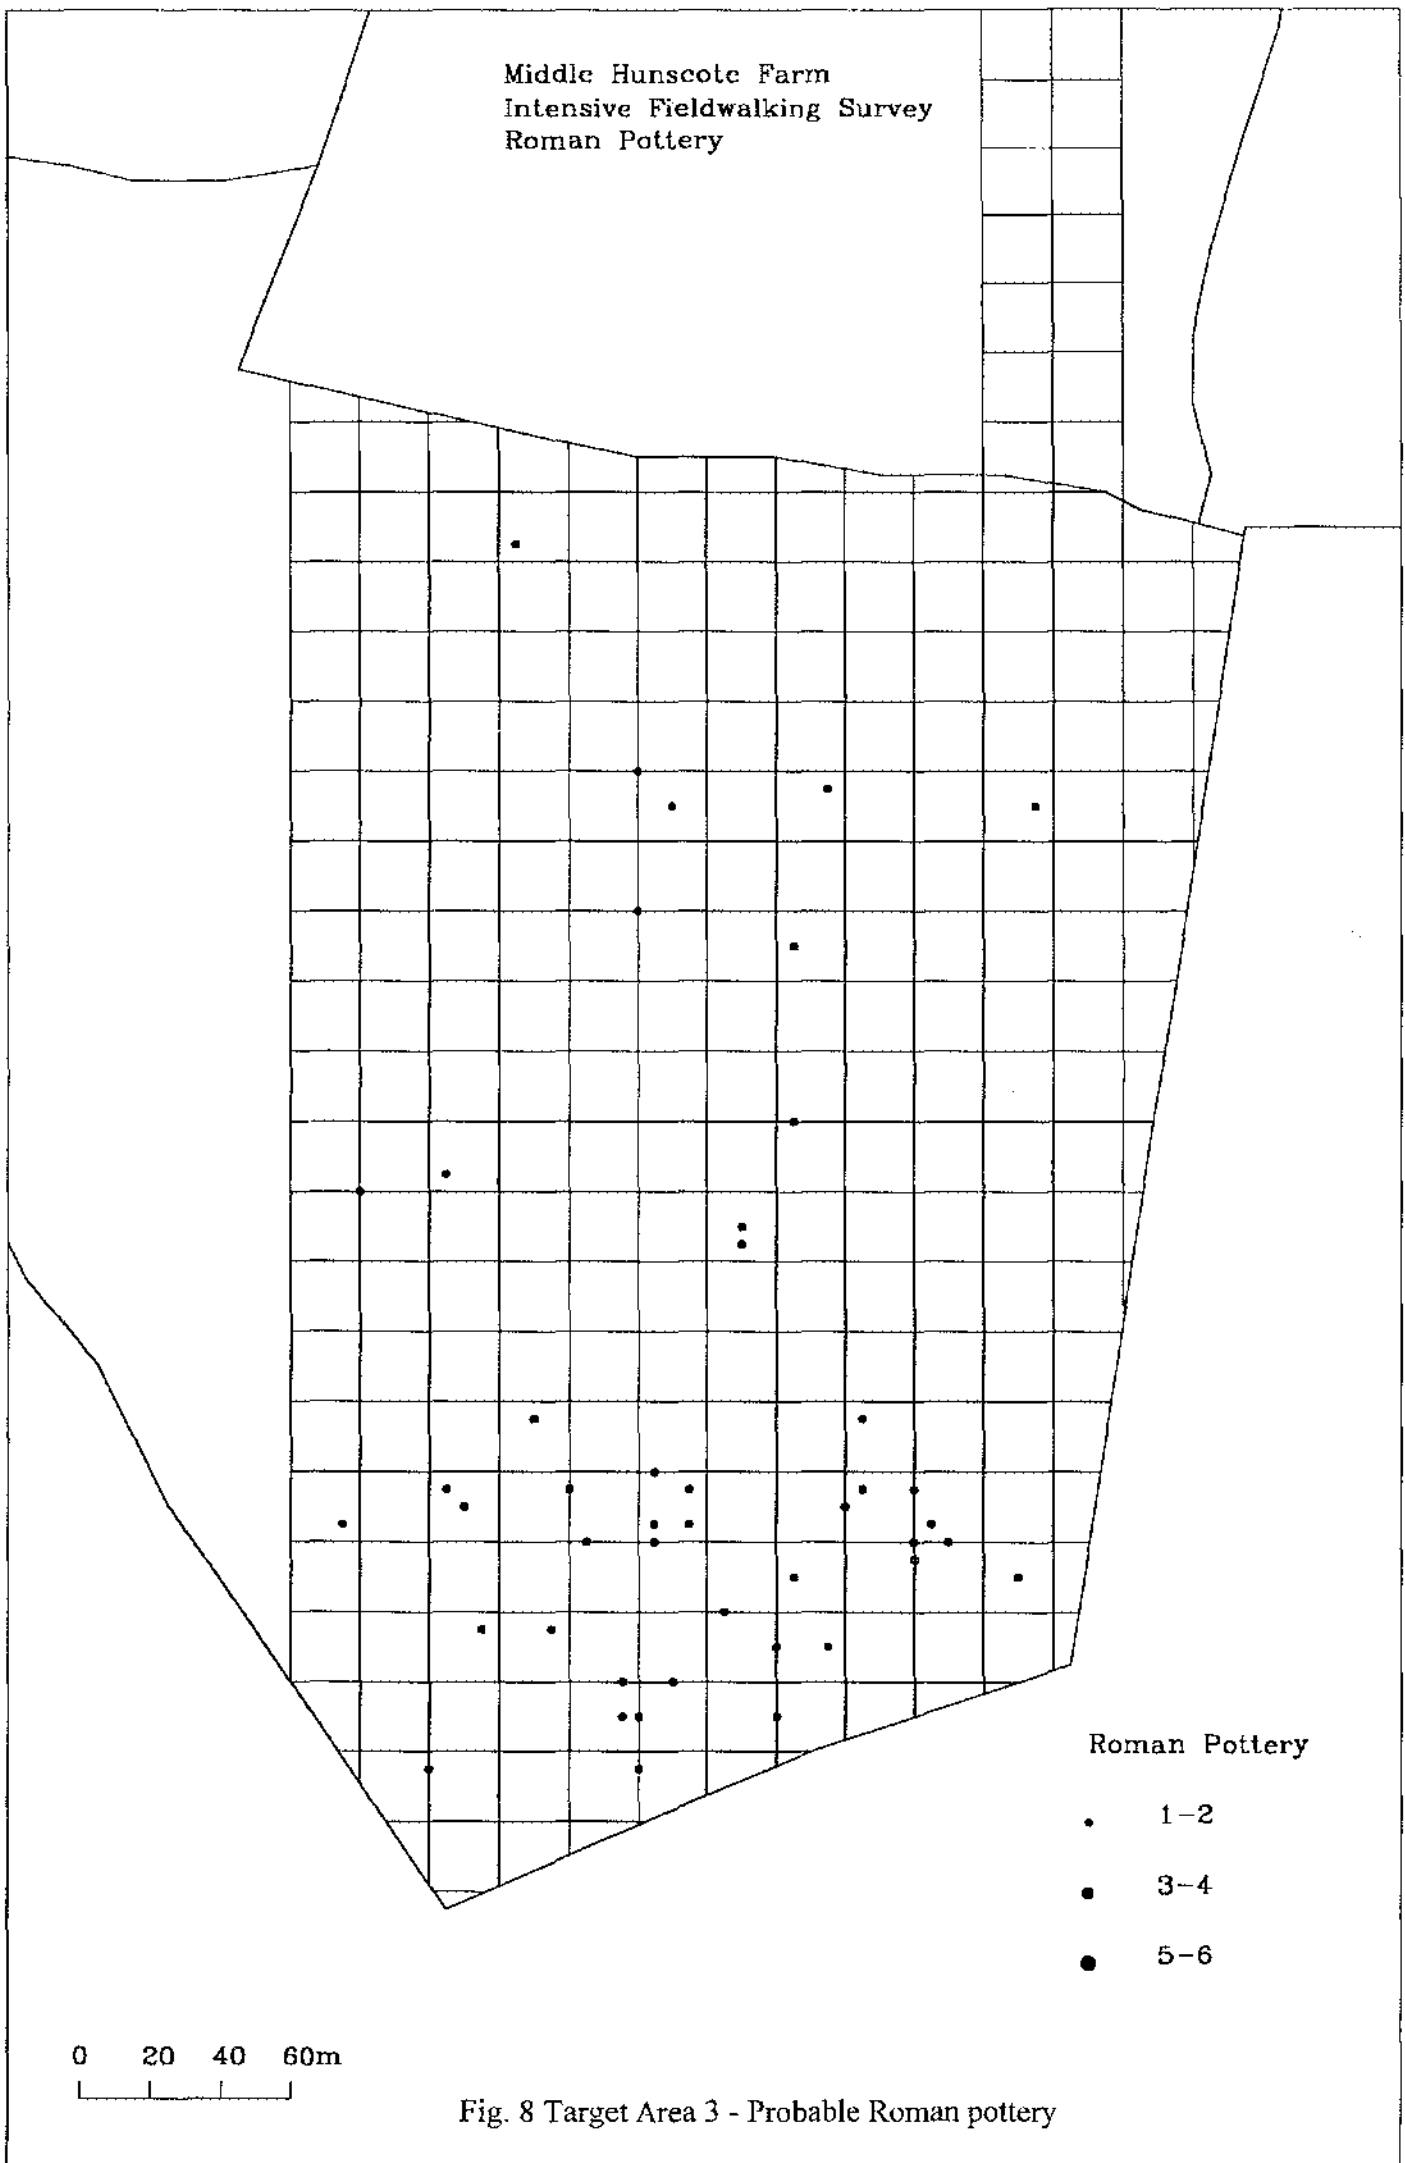 Middle Hunscote Farm
Intensive Fieldwalking Survey
Roman Pottery
Roman Pottery
1-2
3-4
5-6
0 20 40 60m
Fig. 8 Target Area 3 - Probable Roman pottery